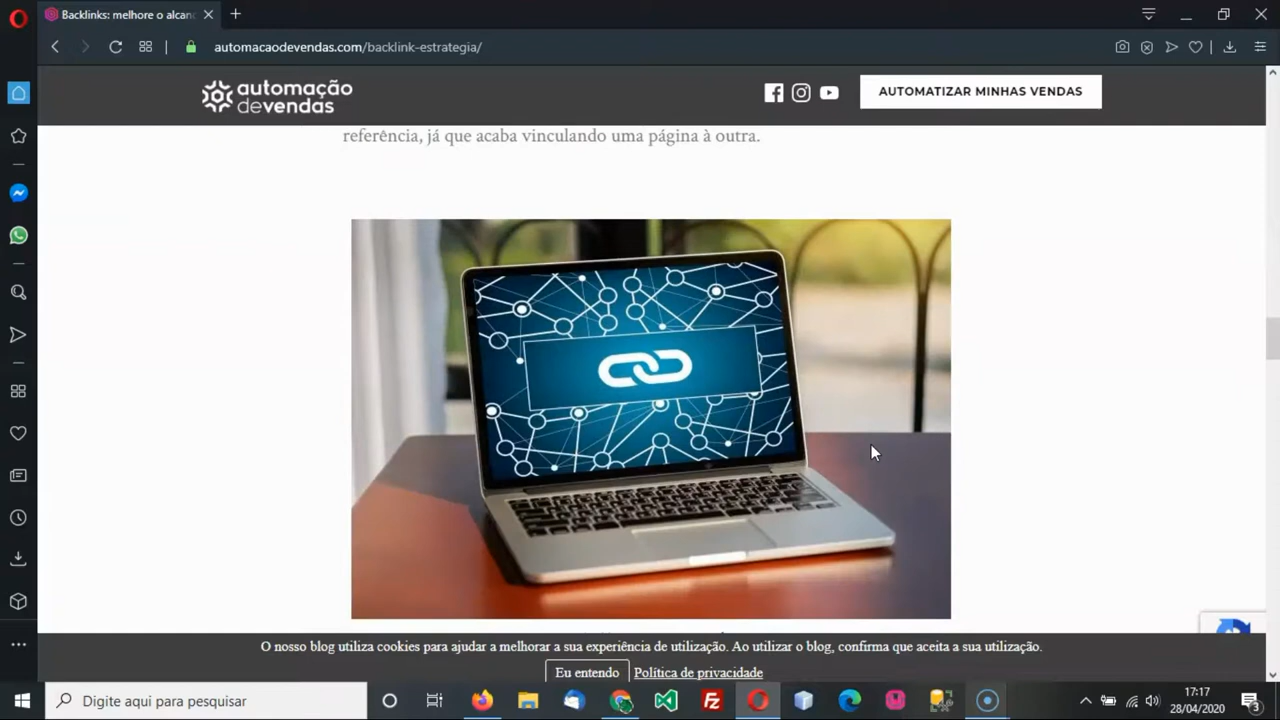 Backlinks: melhore o alcanc
automacaodevendas.com/backlink-estrategia/
automação
devendas
AUTOMATIZAR MINHAS VENDAS
referência, já que acaba vinculando uma página à outra.
O nosso blog utiliza cookies para ajudar a melhorar a sua experiência de utilização. Ao utilizar o blog, confirma que aceita a sua utilização.
Eu entendo
Política de privacidade
Digite aqui para pesquisar
17:17
28/04/2020
3